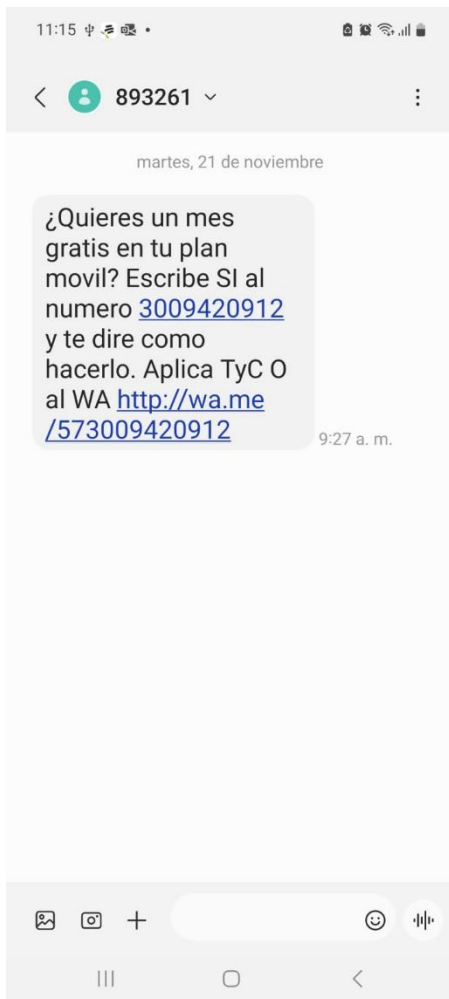 11:15
893261
martes, 21 de noviembre
¿Quieres un mes
gratis en tu plan
movil? Escribe SI al
numero 3009420912
y te dire como
hacerlo. Aplica TyC O
al WA http://wa.me
/573009420912
9:27 a. m.